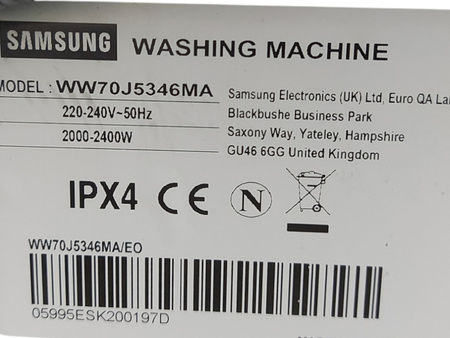 SAMSUNG WASHING MACHINE
MODEL : WW70J5346MA
220-240V~50Hz
2000-2400W
Samsung Electronics (UK) Ltd, Euro QA
Blackbushe Business Park
Saxony Way, Yateley, Hampshire
GU46 6GG United Kingdom
IPX4 CE N
WW70J5346MA/EO
05995ESK200197D